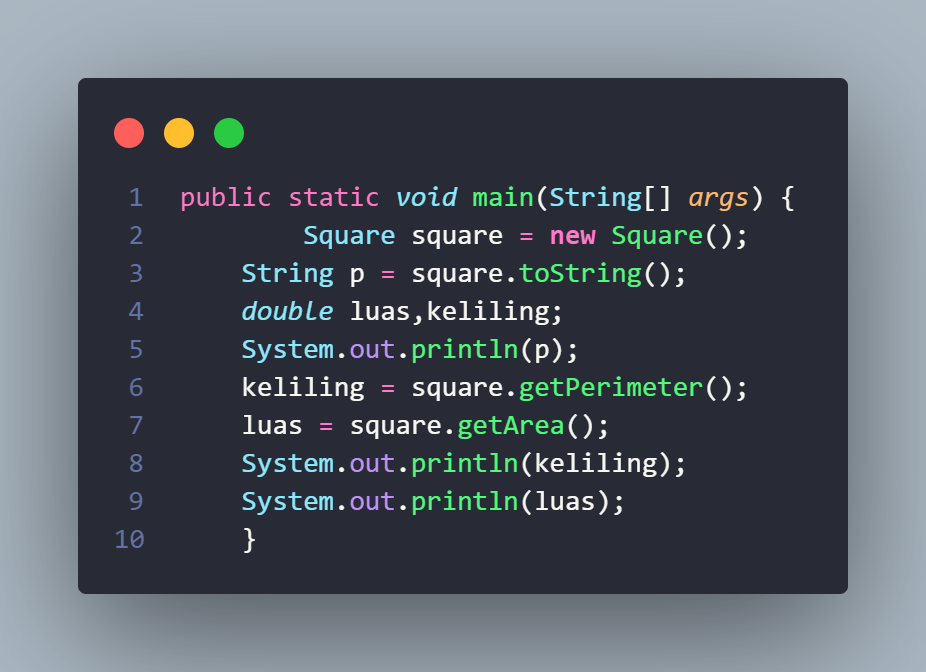 1 public static void main(String[] args) {
2         Square square = new Square();
3     String p = square.toString();
4     double luas,keliling;
5     System.out.println(p);
6     keliling = square.getPerimeter();
7     luas = square.getArea();
8     System.out.println(keliling);
9     System.out.println(luas);
10     }